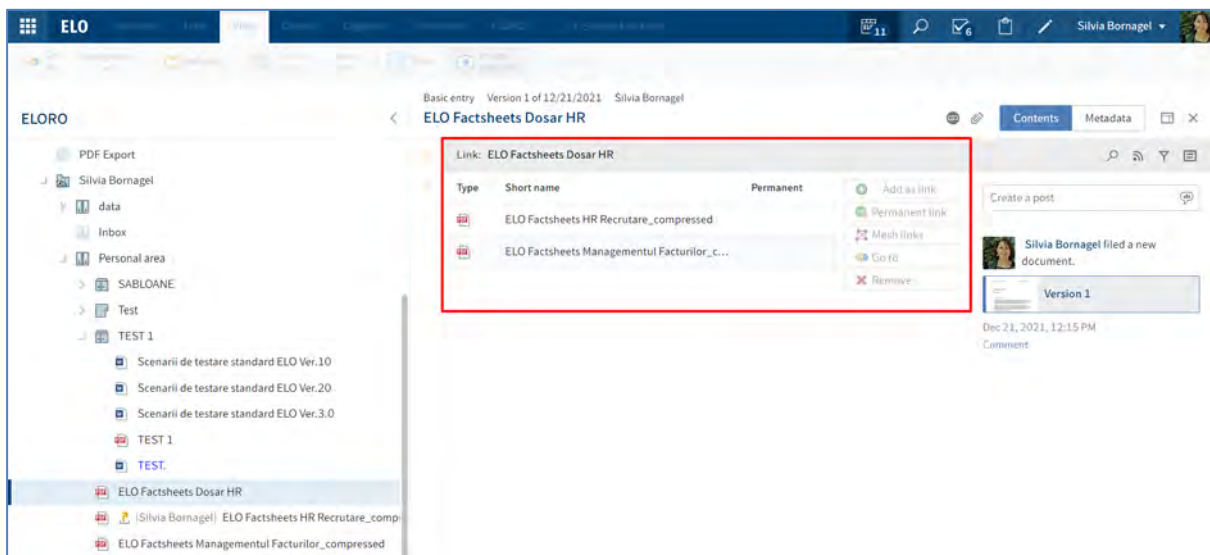 ELO
View
11
6
Silvia Bornagel
ELORO
PDF Export
Silvia Bornagel
data
Inbox
Personal area
SABLOANE
Test
TEST 1
Scenarii de testare standard ELO Ver.10
Scenarii de testare standard ELO Ver.20
Scenarii de testare standard ELO Ver.3.0
TEST 1
TEST.
ELO Factsheets Dosar HR
(Silvia Bornagel) ELO Factsheets HR Recrutare_comp
ELO Factsheets Managementul Facturilor_compressed
Basic entry Version 1 of 12/21/2021 Silvia Bornagel
ELO Factsheets Dosar HR
Contents Metadata
Link: ELO Factsheets Dosar HR
Type Short name Permanent
ELO Factsheets HR Recrutare_compressed
ELO Factsheets Managementul Facturilor_c...
Add as link
Permanent link
Mesh links
Go to
Remove
Create a post
Silvia Bornagel filed a new
document.
Version 1
Dec 21, 2021, 12:15 PM
Comment